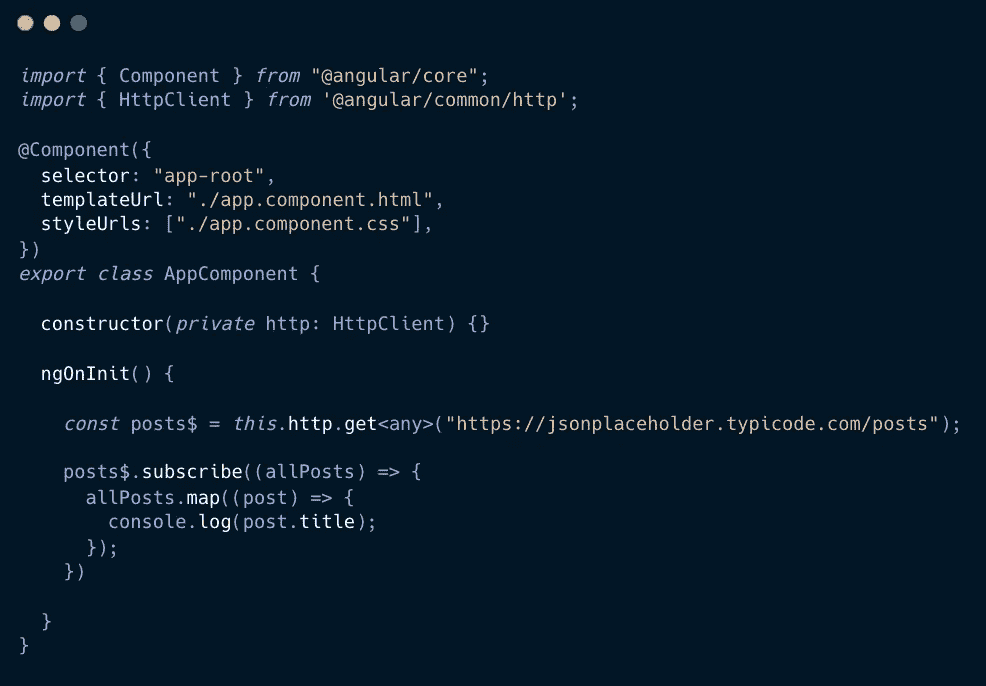 import { Component } from "@angular/core";
import { HttpClient } from '@angular/common/http';
@Component({
  selector: "app-root",
  templateUrl: "./app.component.html",
  styleUrls: ["./app.component.css"],
})
export class AppComponent {
  constructor(private http: HttpClient) {}
  ngOnInit() {
    const posts$ = this.http.get<any>("https://jsonplaceholder.typicode.com/posts");
    posts$.subscribe((allPosts) => {
      allPosts.map((post) => {
        console.log(post.title);
      });
    })
  }
}